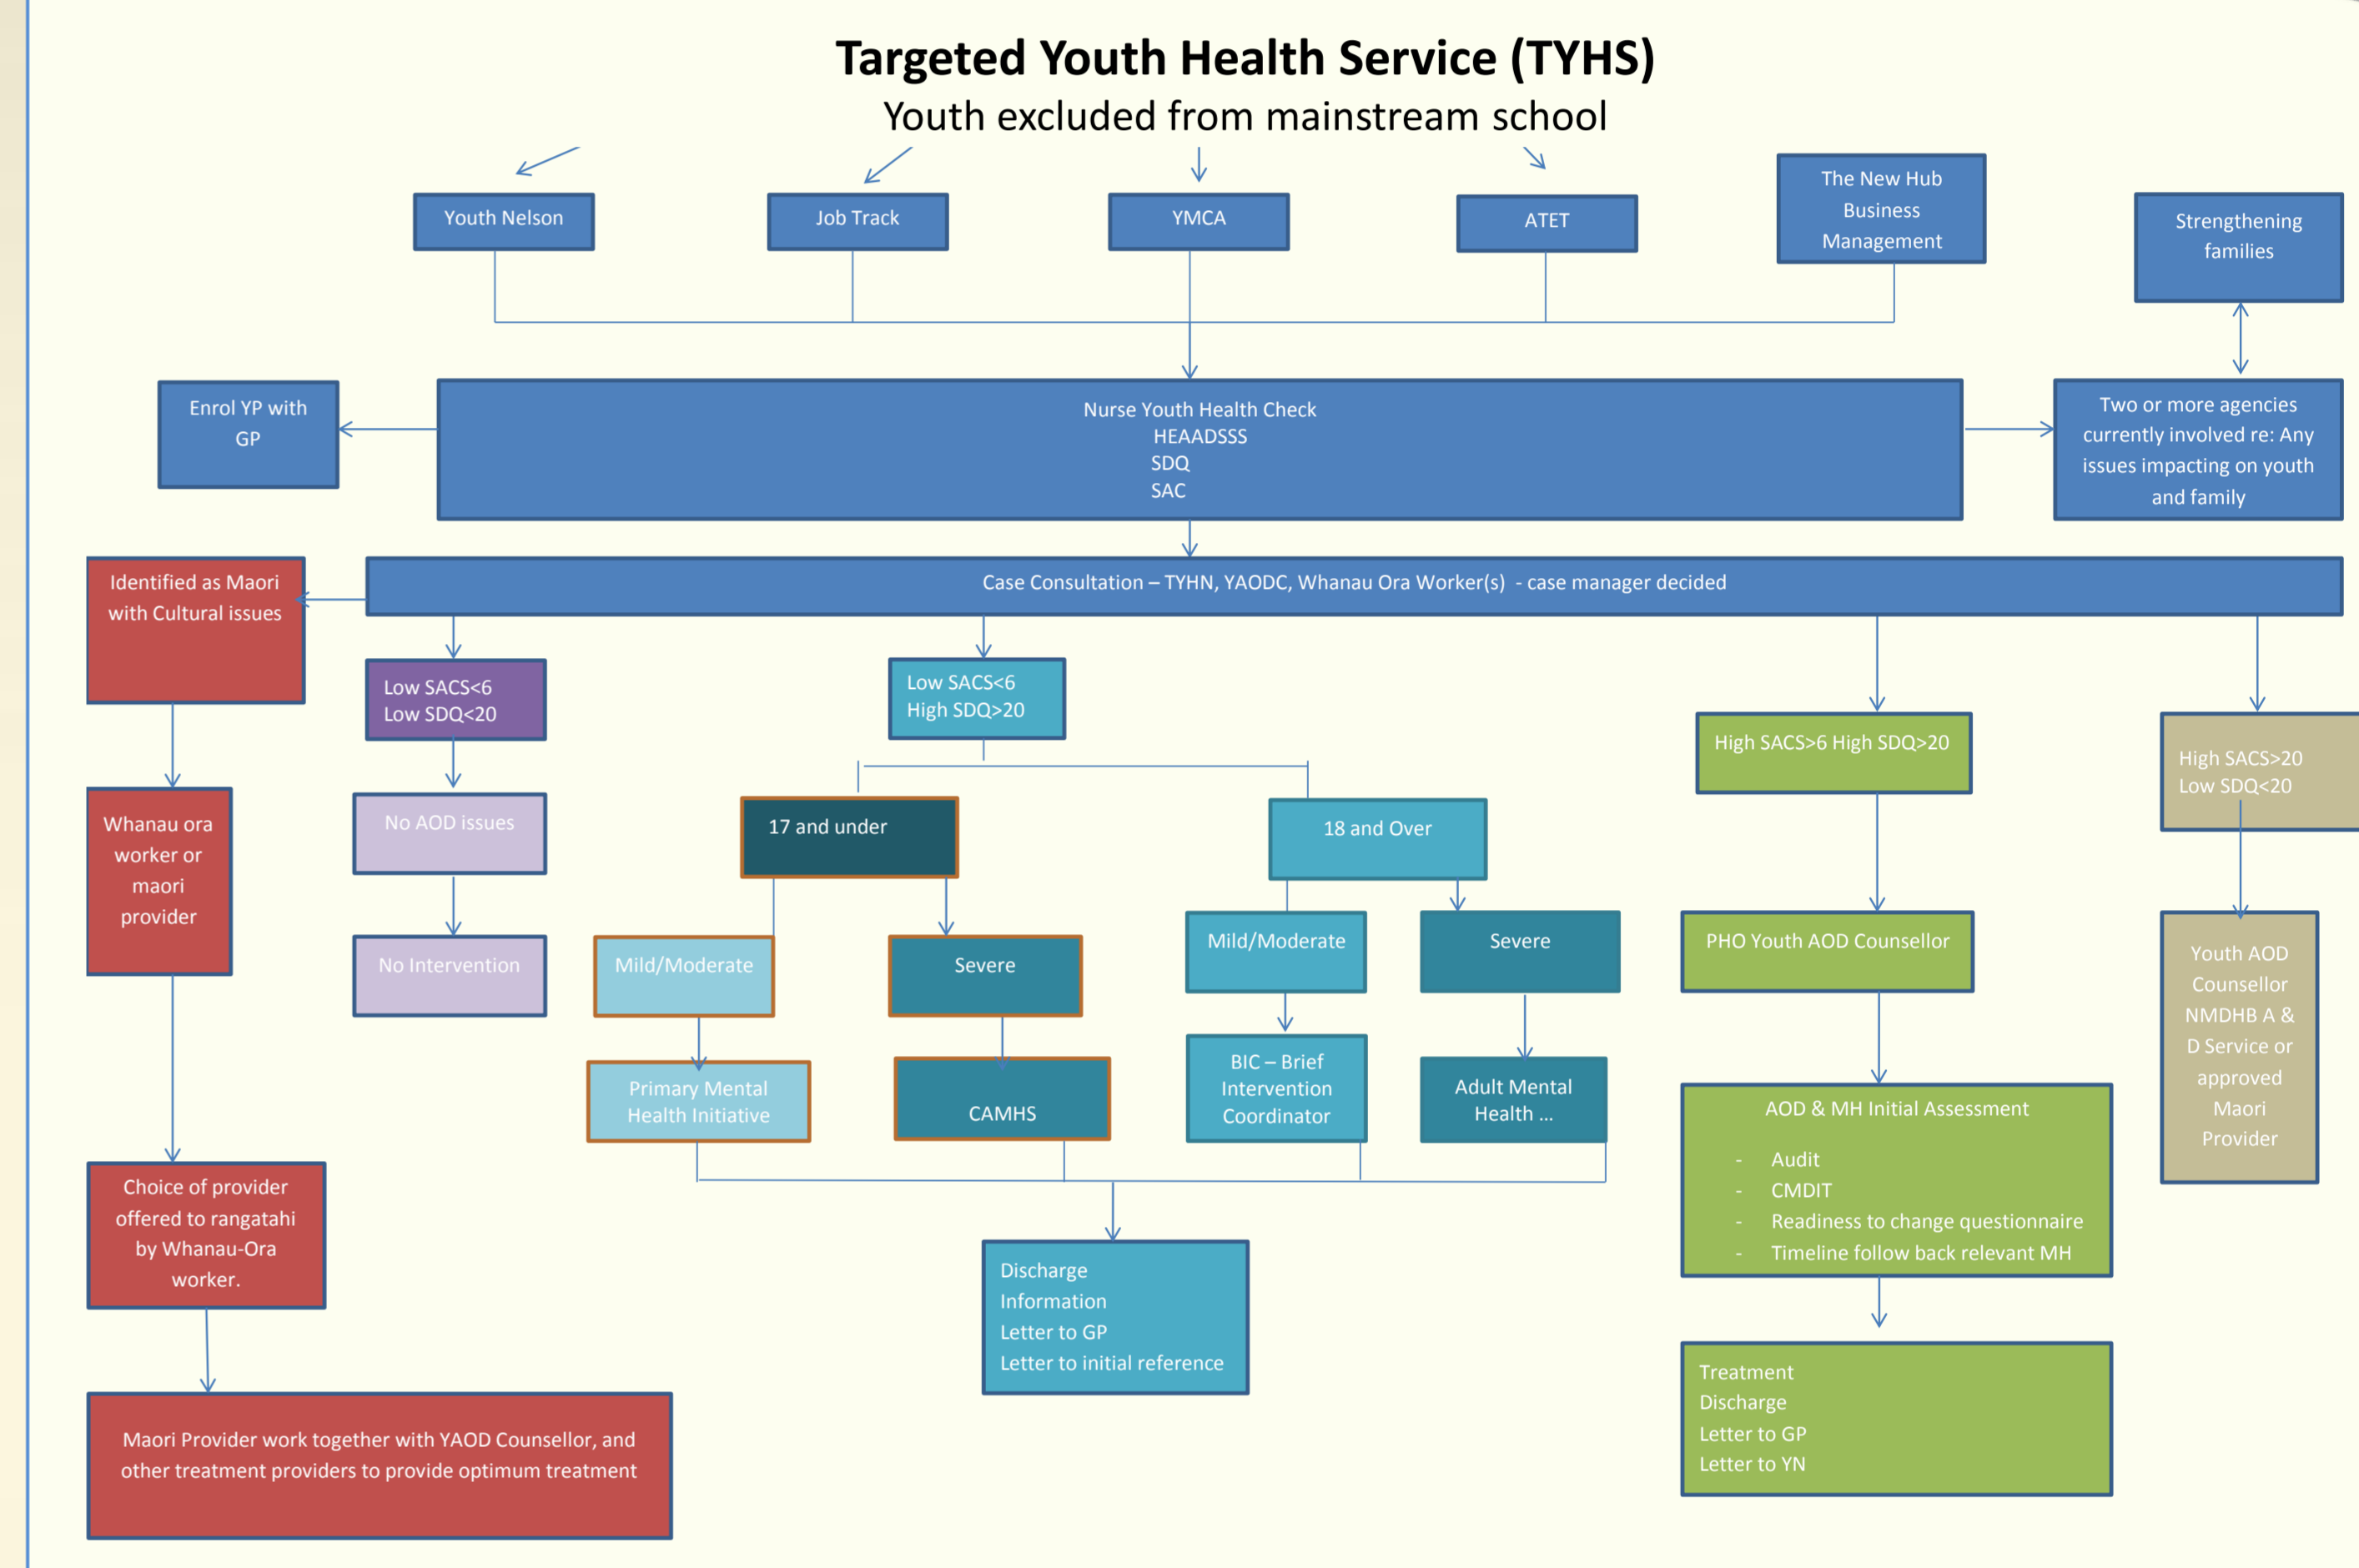 Targeted Youth Health Service (TYHS)
Youth excluded from mainstream school
Youth Nelson
Job Track
YMCA
ATET
The New Hub
Business
Management
Strengthening
families
Enrol YP with
GP
Nurse Youth Health Check
HEAADSSS
SDQ
SAC
Two or more agencies
currently involved re: Any
issues impacting on youth
and family
Case Consultation – TYHN, YAODC, Whanau Ora Worker(s)  - case manager decided
Identified as Maori
with Cultural issues
Low SACS<6
Low SDQ<20
Low SACS<6
High SDQ>20
High SACS>6 High SDQ>20
High SACS>20
Low SDQ<20
Whanau ora
worker or
maori
provider
No AOD issues
17 and under
18 and Over
No Intervention
Mild/Moderate
Severe
Mild/Moderate
Severe
PHO Youth AOD Counsellor
Youth AOD
Counsellor
NMDHB A &
D Service or
approved
Maori
Provider
Primary Mental
Health Initiative
CAMHS
BIC – Brief
Intervention
Coordinator
Adult Mental
Health ...
AOD & MH Initial Assessment
- Audit
- CMDIT
- Readiness to change questionnaire
- Timeline follow back relevant MH
Choice of provider
offered to rangatahi
by Whanau-Ora
worker.
Discharge
Information
Letter to GP
Letter to initial reference
Treatment
Discharge
Letter to GP
Letter to YN
Maori Provider work together with YAOD Counsellor, and
other treatment providers to provide optimum treatment